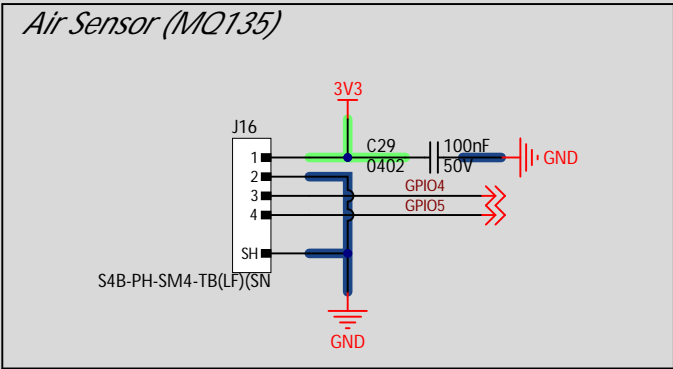 Air Sensor (MQ135)
3V3
J16
1
C29
100nF
GND
0402
50V
2
GPIO4
3
GPIO5
4
SH
S4B-PH-SM4-TB(LF)(SN
GND